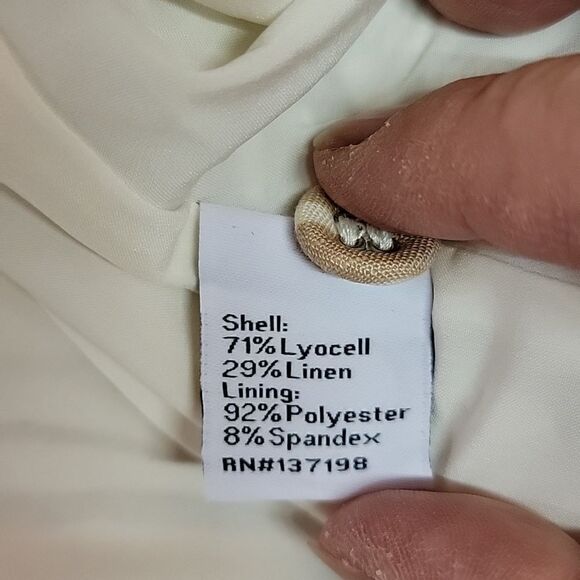 Shell:
71% Lyocell
29% Linen
Lining:
92% Polyester
8% Spandex
RN#137198